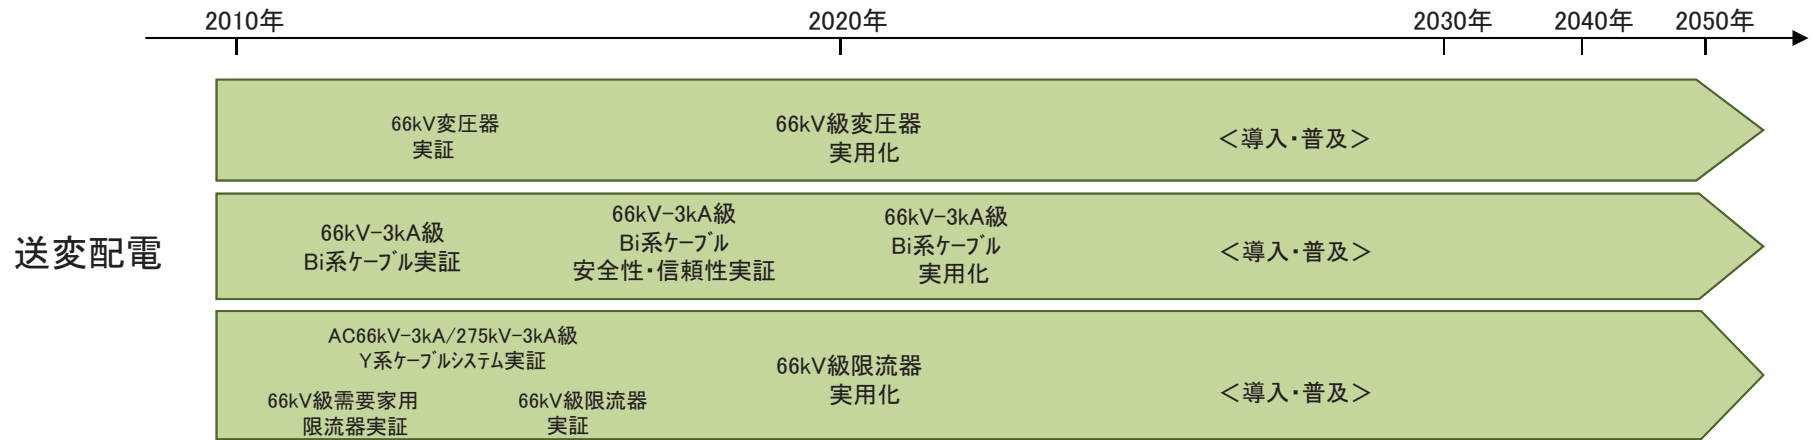 2010年
2020年
2030年
2040年
2050年
送変配電
66kV変圧器
実証
66kV級変圧器
実用化
＜導入・普及＞
66kV-3kA級
Bi系ｹｰﾌﾞﾙ実証
66kV-3kA級
Bi系ｹｰﾌﾞﾙ
安全性・信頼性実証
66kV-3kA級
Bi系ｹｰﾌﾞﾙ
実用化
＜導入・普及＞
AC66kV-3kA/275kV-3kA級
Y系ｹｰﾌﾞﾙｼｽﾃﾑ実証
66kV級需要家用
限流器実証
66kV級限流器
実証
66kV級限流器
実用化
＜導入・普及＞